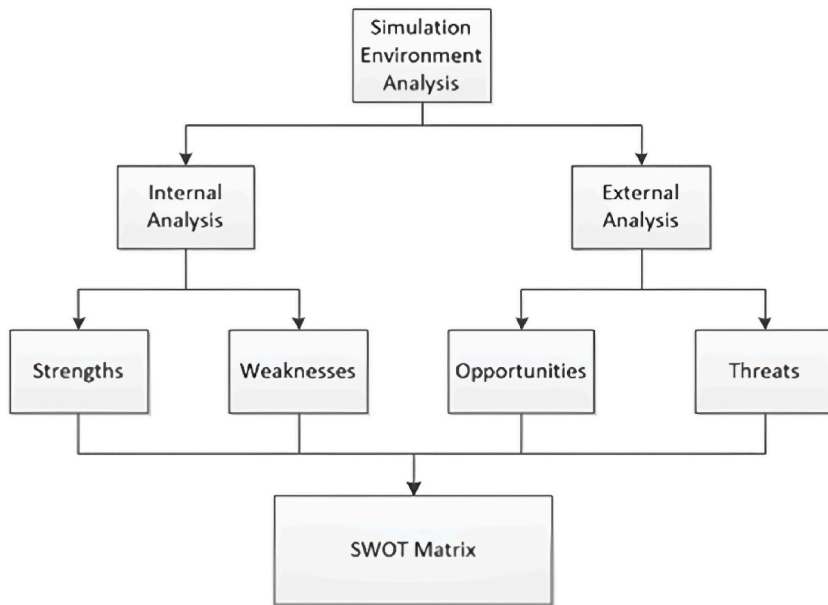 Simulation
Environment
Analysis
Internal
Analysis
External
Analysis
Strengths
Weaknesses
Opportunities
Threats
SWOT Matrix